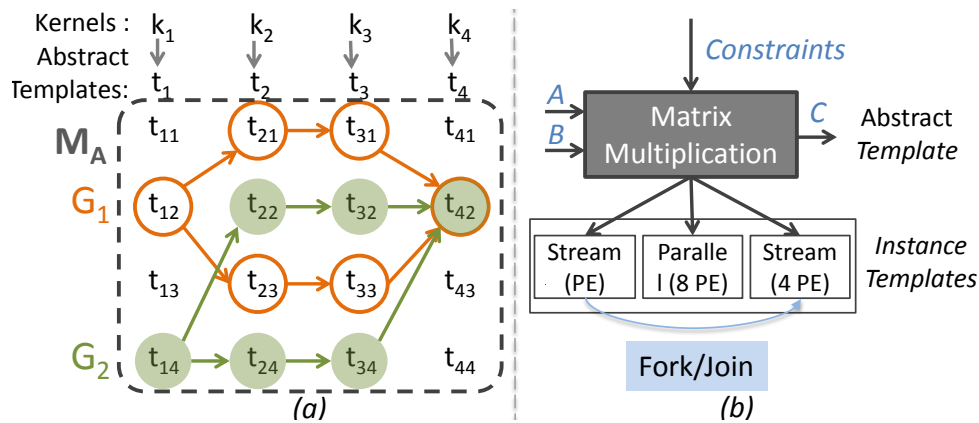 Kernels : k1 k2 k3 k4
Abstract
Templates: t1 t2 t3 t4
MA t11 t21 t31 t41
G1 t12 t22 t32 t42
t13 t23 t33 t43
G2 t14 t24 t34 t44
(a)
Constraints
A
B
C
Matrix
Multiplication
Abstract
Template
Stream
(PE)
Paralle
l (8 PE)
Stream
(4 PE)
Instance
Templates
Fork/Join
(b)